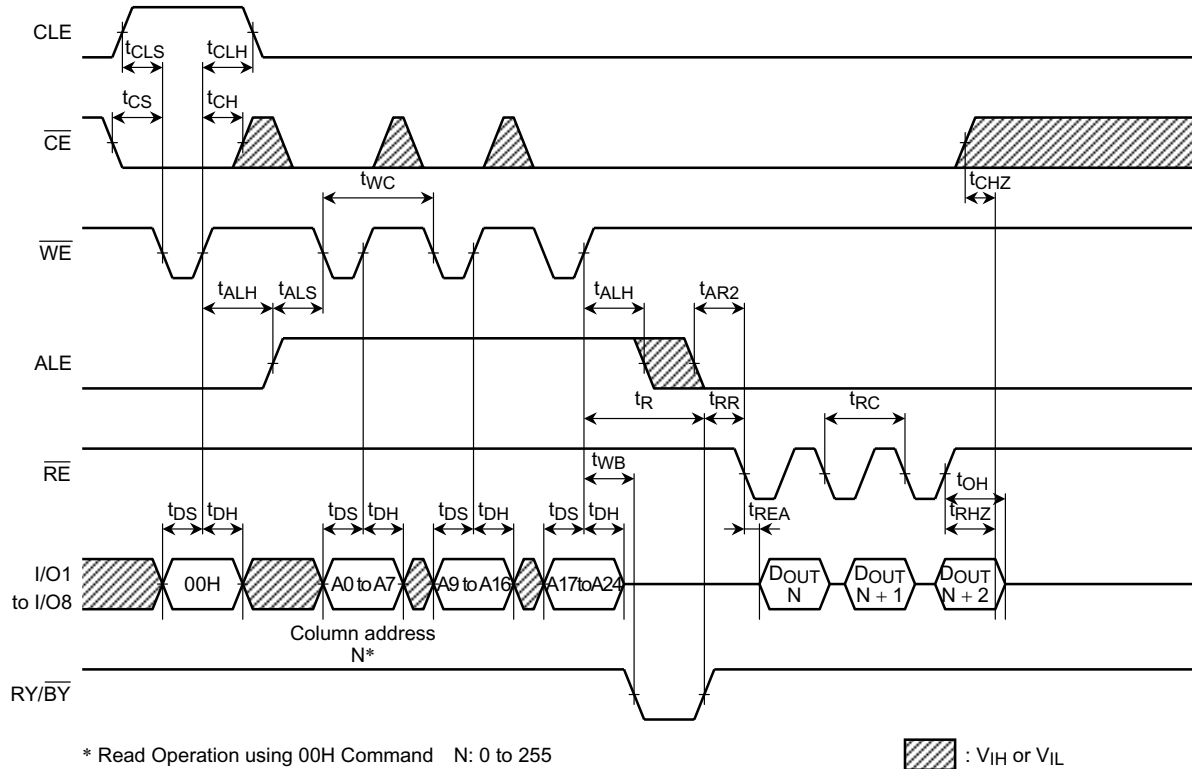 CLE
tCLS tCLH
tCS tCH
CE
tCHZ
tWC
WE
tALH tALS tALH tAR2
ALE
tR tRR tRC
RE
tWB tOH
tDS tDH tDS tDH tDS tDH tDS tDH tREA tRHZ
I/O1
to I/O8
00H A0 to A7 A9 to A16 A17 to A24
DOUT
N
DOUT
N + 1
DOUT
N + 2
Column address
N*
RY/BY
* Read Operation using 00H Command N: 0 to 255
: VIH or VIL